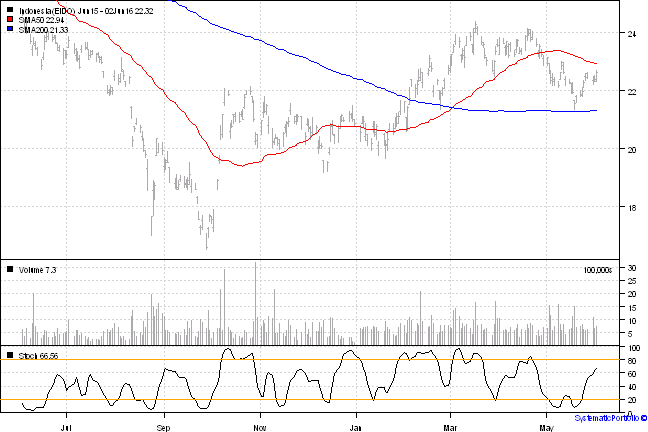 Indonesia(EIDO) Jun15 - 02Jun16 22.32
SMA50 22.94
SMA200 21.33
24
22
20
18
Volume 7.3
100,000s
30
25
20
15
10
5
Stoch 66.56
100
80
60
40
20
0
Jul Sep Nov Jan Mar May
SystematicPortfolio ©